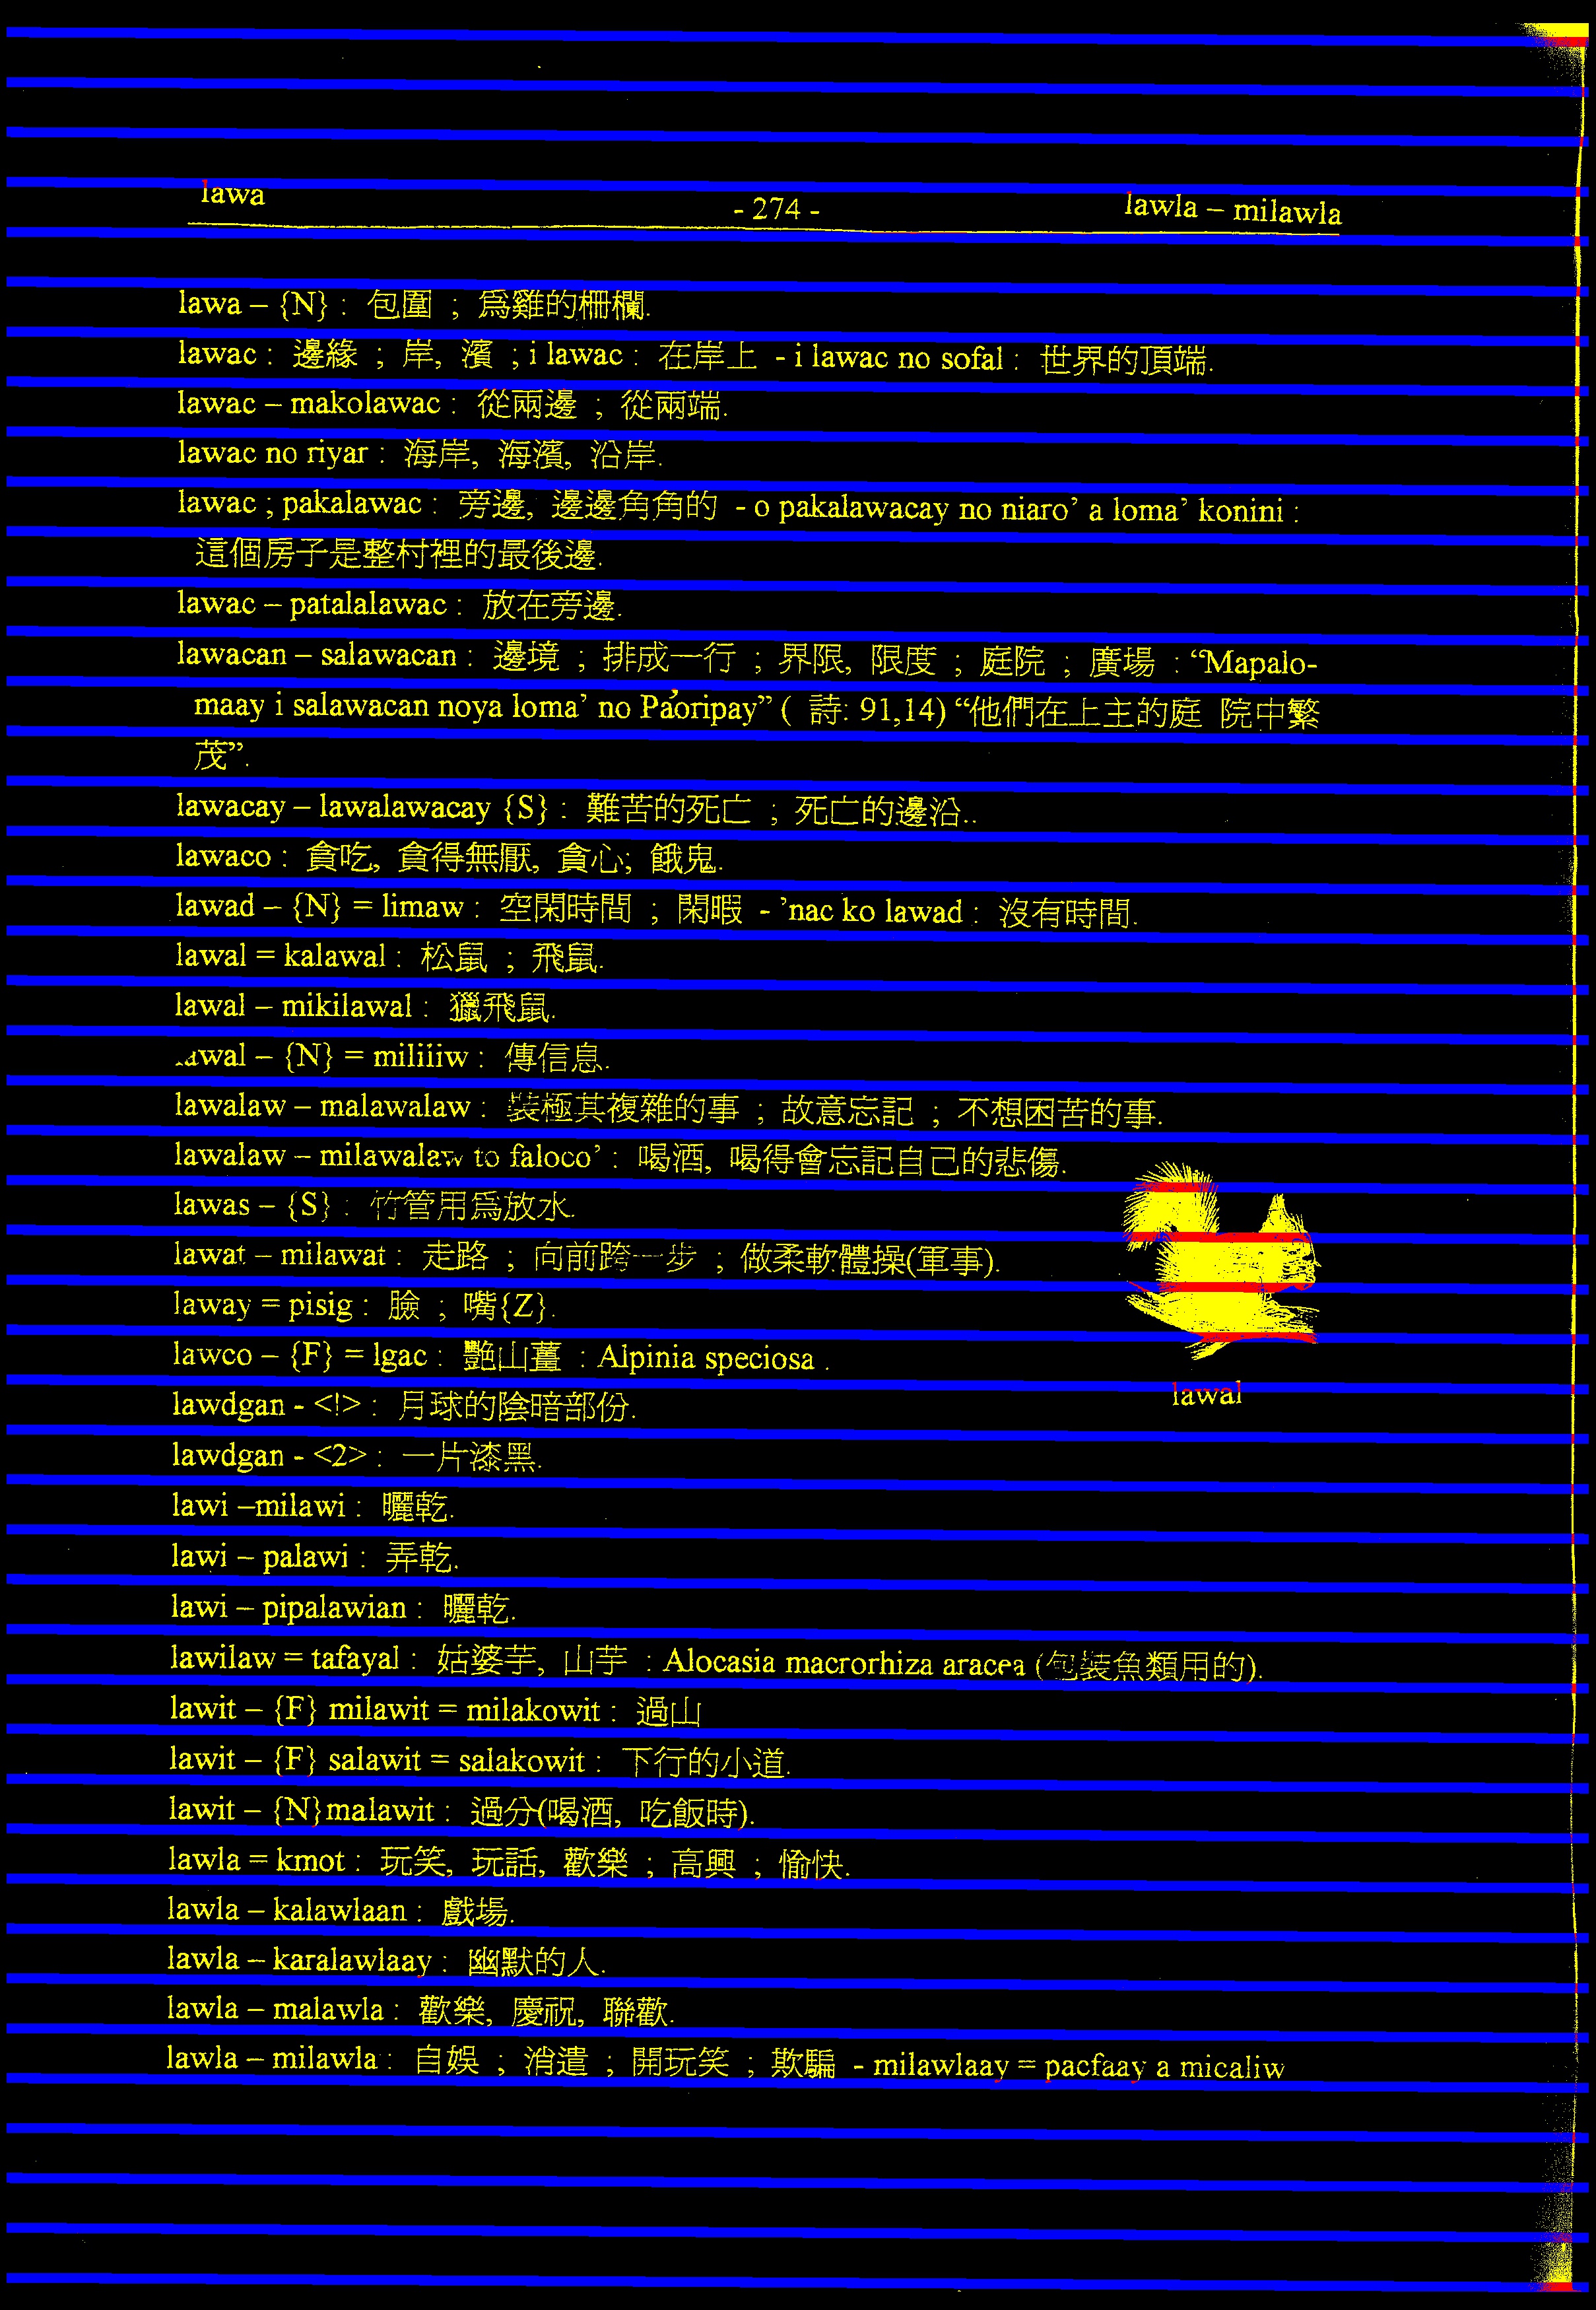 lawa - 274 - lawla – milawla
lawa – {N} : 包圍 ; 爲雞的柵欄.
lawac : 邊緣 ; 岸, 濱 ; i lawac : 在岸上 - i lawac no sofal : 世界的頂端.
lawac – makolawac : 從兩邊 ; 從兩端.
lawac no riyar : 海岸, 海濱, 沿岸.
lawac ; pakalawac : 旁邊, 邊邊角角的 - o pakalawacay no niaro’ a loma’ konini :
這個房子是整村裡的最後邊.
lawac – patalalawac : 放在旁邊.
lawacan – salawacan : 邊境 ; 排成一行 ; 界限, 限度 ; 庭院 ; 廣場 : “Mapalo-
maay i salawacan noya loma’ no Pa’oripay” ( 詩: 91,14) “他們在上主的庭 院中繁
茂”.
lawacay – lawalawacay {S} : 難苦的死亡 ; 死亡的邊沿..
lawaco : 貪吃, 貪得無厭, 貪心; 餓鬼.
lawad – {N} = limaw : 空閑時間 ; 閑暇 - ’nac ko lawad : 沒有時間.
lawal = kalawal : 松鼠 ; 飛鼠.
lawal – mikilawal : 獵飛鼠.
lawal – {N} = mililiw : 傳信息.
lawalaw – malawalaw : 裝極其複雜的事 ; 故意忘記 ; 不想困苦的事.
lawalaw – milawalaw to faloco’ : 喝酒, 喝得會忘記自己的悲傷.
lawas – {S} : 竹管用爲放水.
lawat – milawat : 走路 ; 向前跨一步 ; 做柔軟體操(軍事).
laway = pisig : 臉 ; 嘴{Z}.
lawco – {F} = lgac : 艷山薑 : Alpinia speciosa .
lawal
lawdgan - <!> : 月球的陰暗部份.
lawdgan - <2> : 一片漆黑.
lawi –milawi : 曬乾.
lawi – palawi : 弄乾.
lawi – pipalawian : 曬乾.
lawilaw = tafayal : 姑婆芋, 山芋 : Alocasia macrorhiza aracea (包裝魚類用的).
lawit – {F} milawit = milakowit : 過山
lawit – {F} salawit = salakowit : 下行的小道.
lawit – {N}malawit : 過分(喝酒, 吃飯時).
lawla = kmot : 玩笑, 玩話, 歡樂 ; 高興 ; 愉快.
lawla – kalawlaan : 戲場.
lawla – karalawlaay : 幽默的人.
lawla – malawla : 歡樂, 慶祝, 聯歡.
lawla – milawla : 自娛 ; 消遣 ; 開玩笑 ; 欺騙 - milawlaay = pacfaay a micaliw